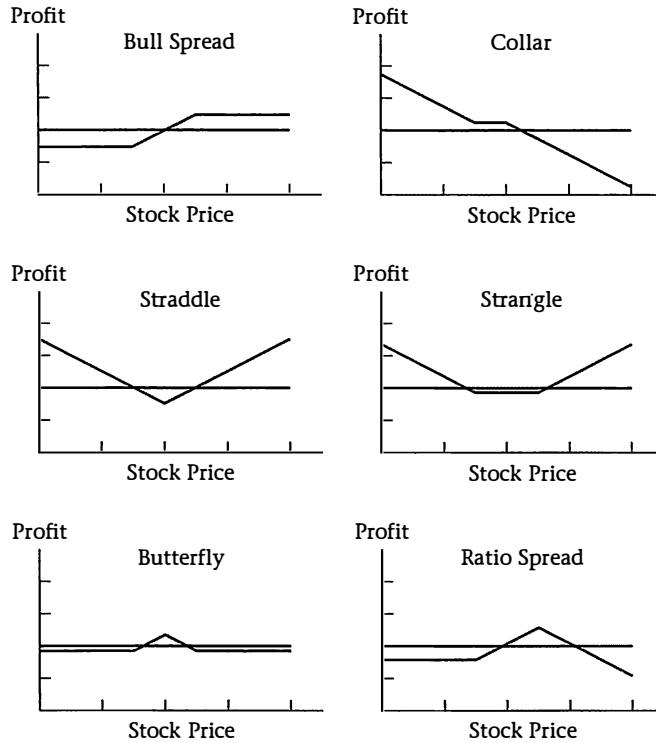 Profit
Bull Spread
Stock Price
Profit
Collar
Stock Price
Profit
Straddle
Stock Price
Profit
Strangle
Stock Price
Profit
Butterfly
Stock Price
Profit
Ratio Spread
Stock Price